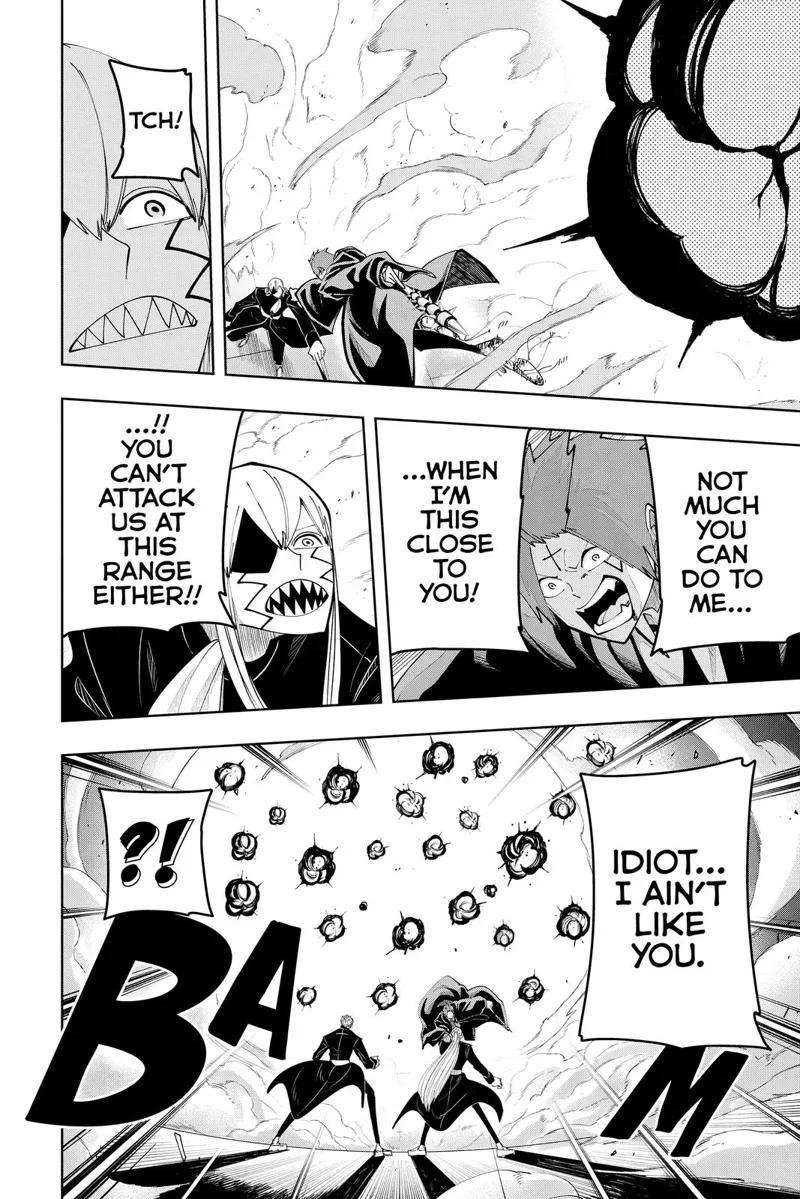 TCH!
NOT
MUCH
YOU
CAN
DO TO
ME...
...WHEN
I'M
THIS
CLOSE
TO
YOU!
...!!
YOU
CAN'T
ATTACK
US AT
THIS
RANGE
EITHER!!
IDIOT...
I AIN'T
LIKE
YOU.
?!
BAM